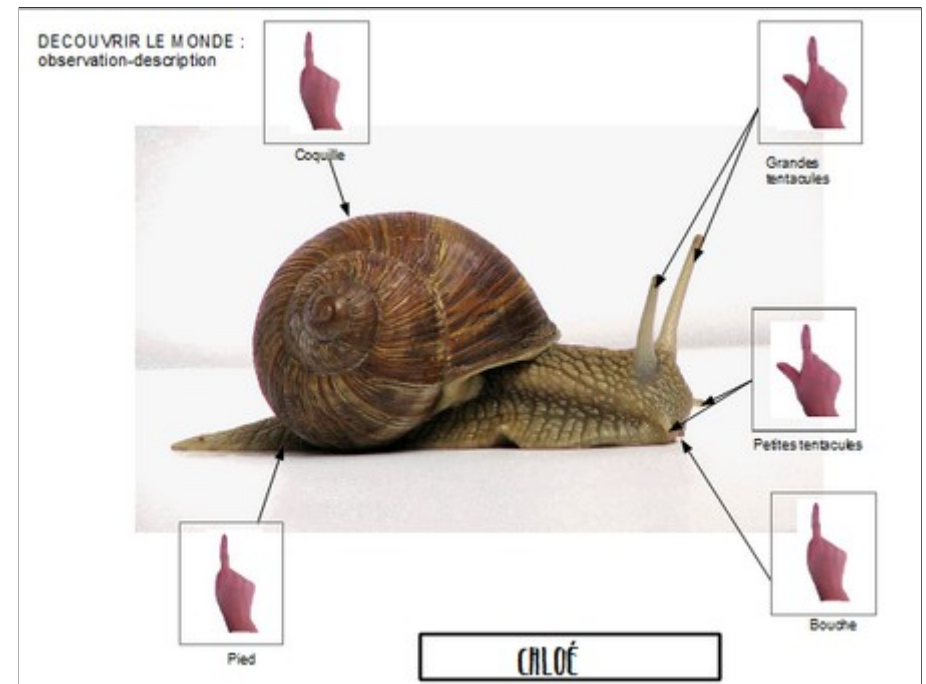 DECOUVRIR LE MONDE :
observation-description
Coquille
Grandes
tentacules
Petites tentacules
Bouche
Pied
CHLOÉ